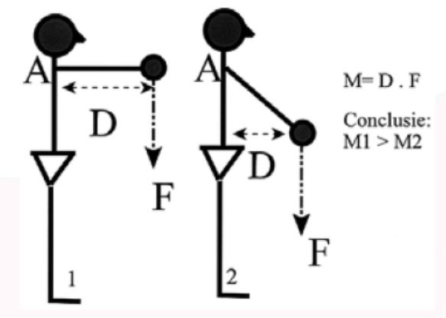 A
D
F
1
A
D
F
2
M= D . F
Conclusie:
M1 > M2